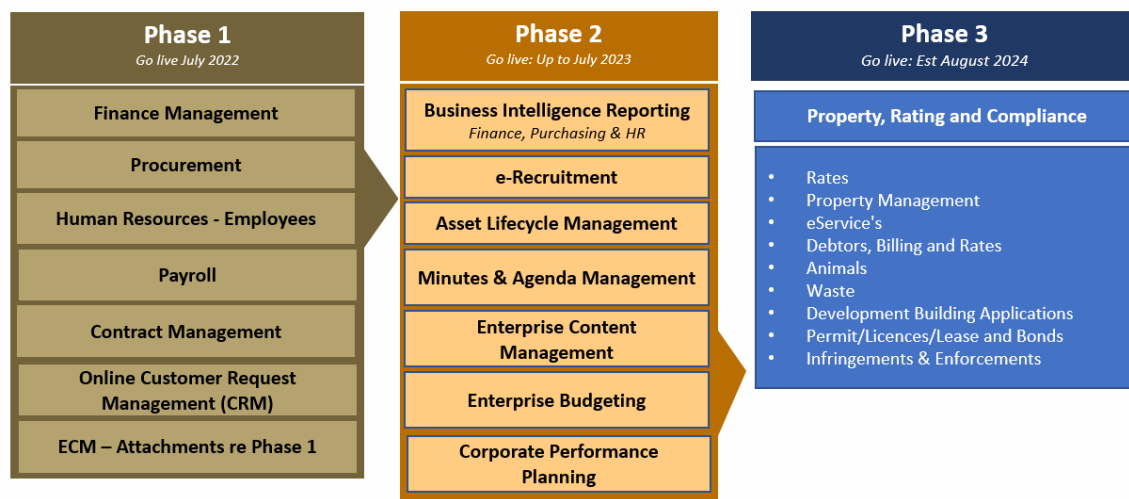 Phase 1
Go live July 2022
Finance Management
Procurement
Human Resources - Employees
Payroll
Contract Management
Online Customer Request
Management (CRM)
ECM – Attachments re Phase 1
Phase 2
Go live: Up to July 2023
Business Intelligence Reporting
Finance, Purchasing & HR
e-Recruitment
Asset Lifecycle Management
Minutes & Agenda Management
Enterprise Content
Management
Enterprise Budgeting
Corporate Performance
Planning
Phase 3
Go live: Est August 2024
Property, Rating and Compliance
• Rates
• Property Management
• eService's
• Debtors, Billing and Rates
• Animals
• Waste
• Development Building Applications
• Permit/Licences/Lease and Bonds
• Infringements & Enforcements